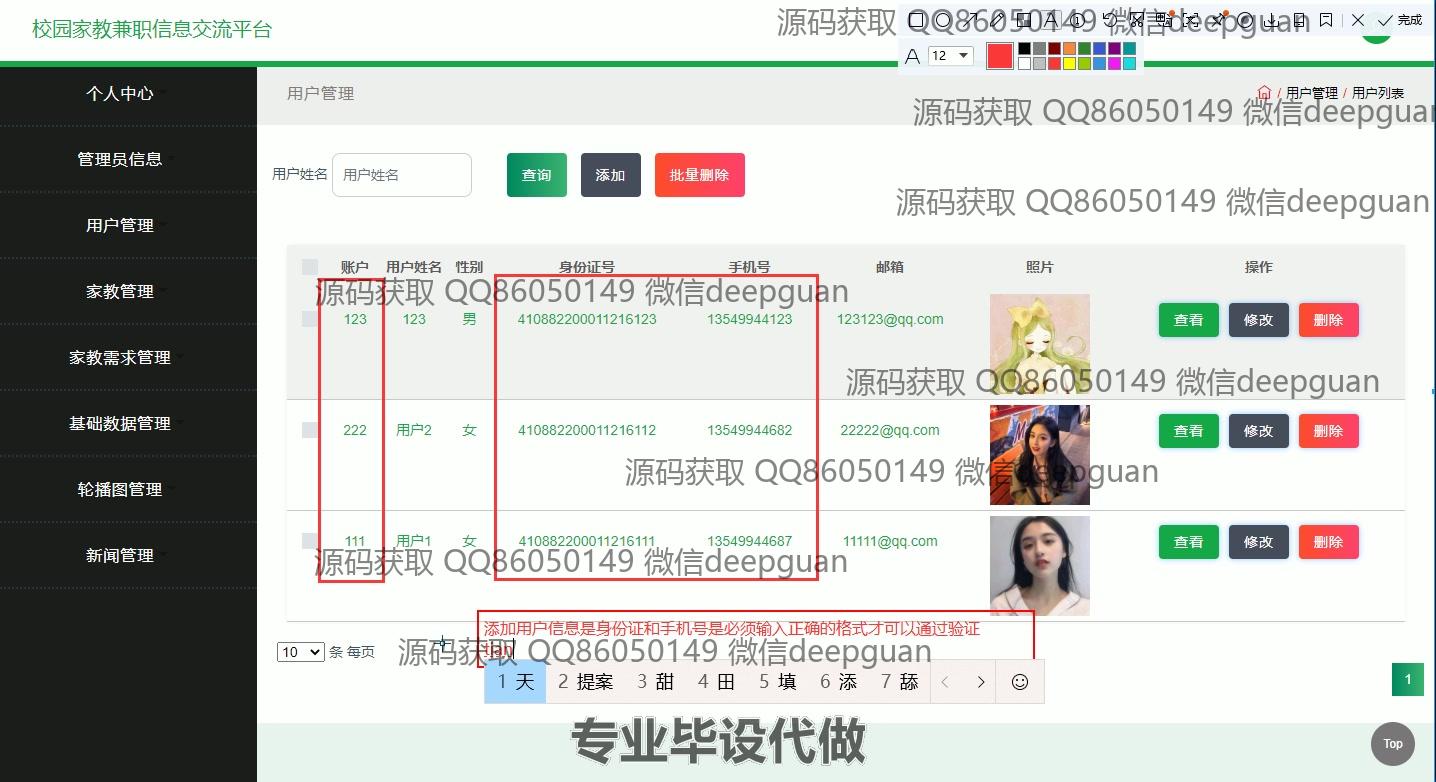 校园家教兼职信息交流平台
源码获取 QQ86050149 微信deepguan
完成
A 12
个人中心
管理员信息
用户管理
家教管理
家教需求管理
基础数据管理
轮播图管理
新闻管理
用户管理
/ 用户管理 / 用户列表
源码获取 QQ86050149 微信deepguan
用户姓名 用户姓名 查询 添加 批量删除
源码获取 QQ86050149 微信deepguan
账户 用户姓名 性别 身份证号 手机号 邮箱 照片 操作
源码获取 QQ86050149 微信deepguan
123 123 男 410882200011216123 13549944123 123123@qq.com 查看 修改 删除
源码获取 QQ86050149 微信deepguan
222 用户2 女 410882200011216112 13549944682 22222@qq.com 查看 修改 删除
源码获取 QQ86050149 微信deepguan
111 用户1 女 410882200011216111 13549944687 11111@qq.com 查看 修改 删除
源码获取 QQ86050149 微信deepguan
添加用户信息是身份证和手机号是必须输入正确的格式才可以通过验证
tian
10 条 每页
源码获取 QQ86050149 微信deepguan
1 天 2 提案 3 甜 4 田 5 填 6 添 7 舔
1
专业毕设代做
Top